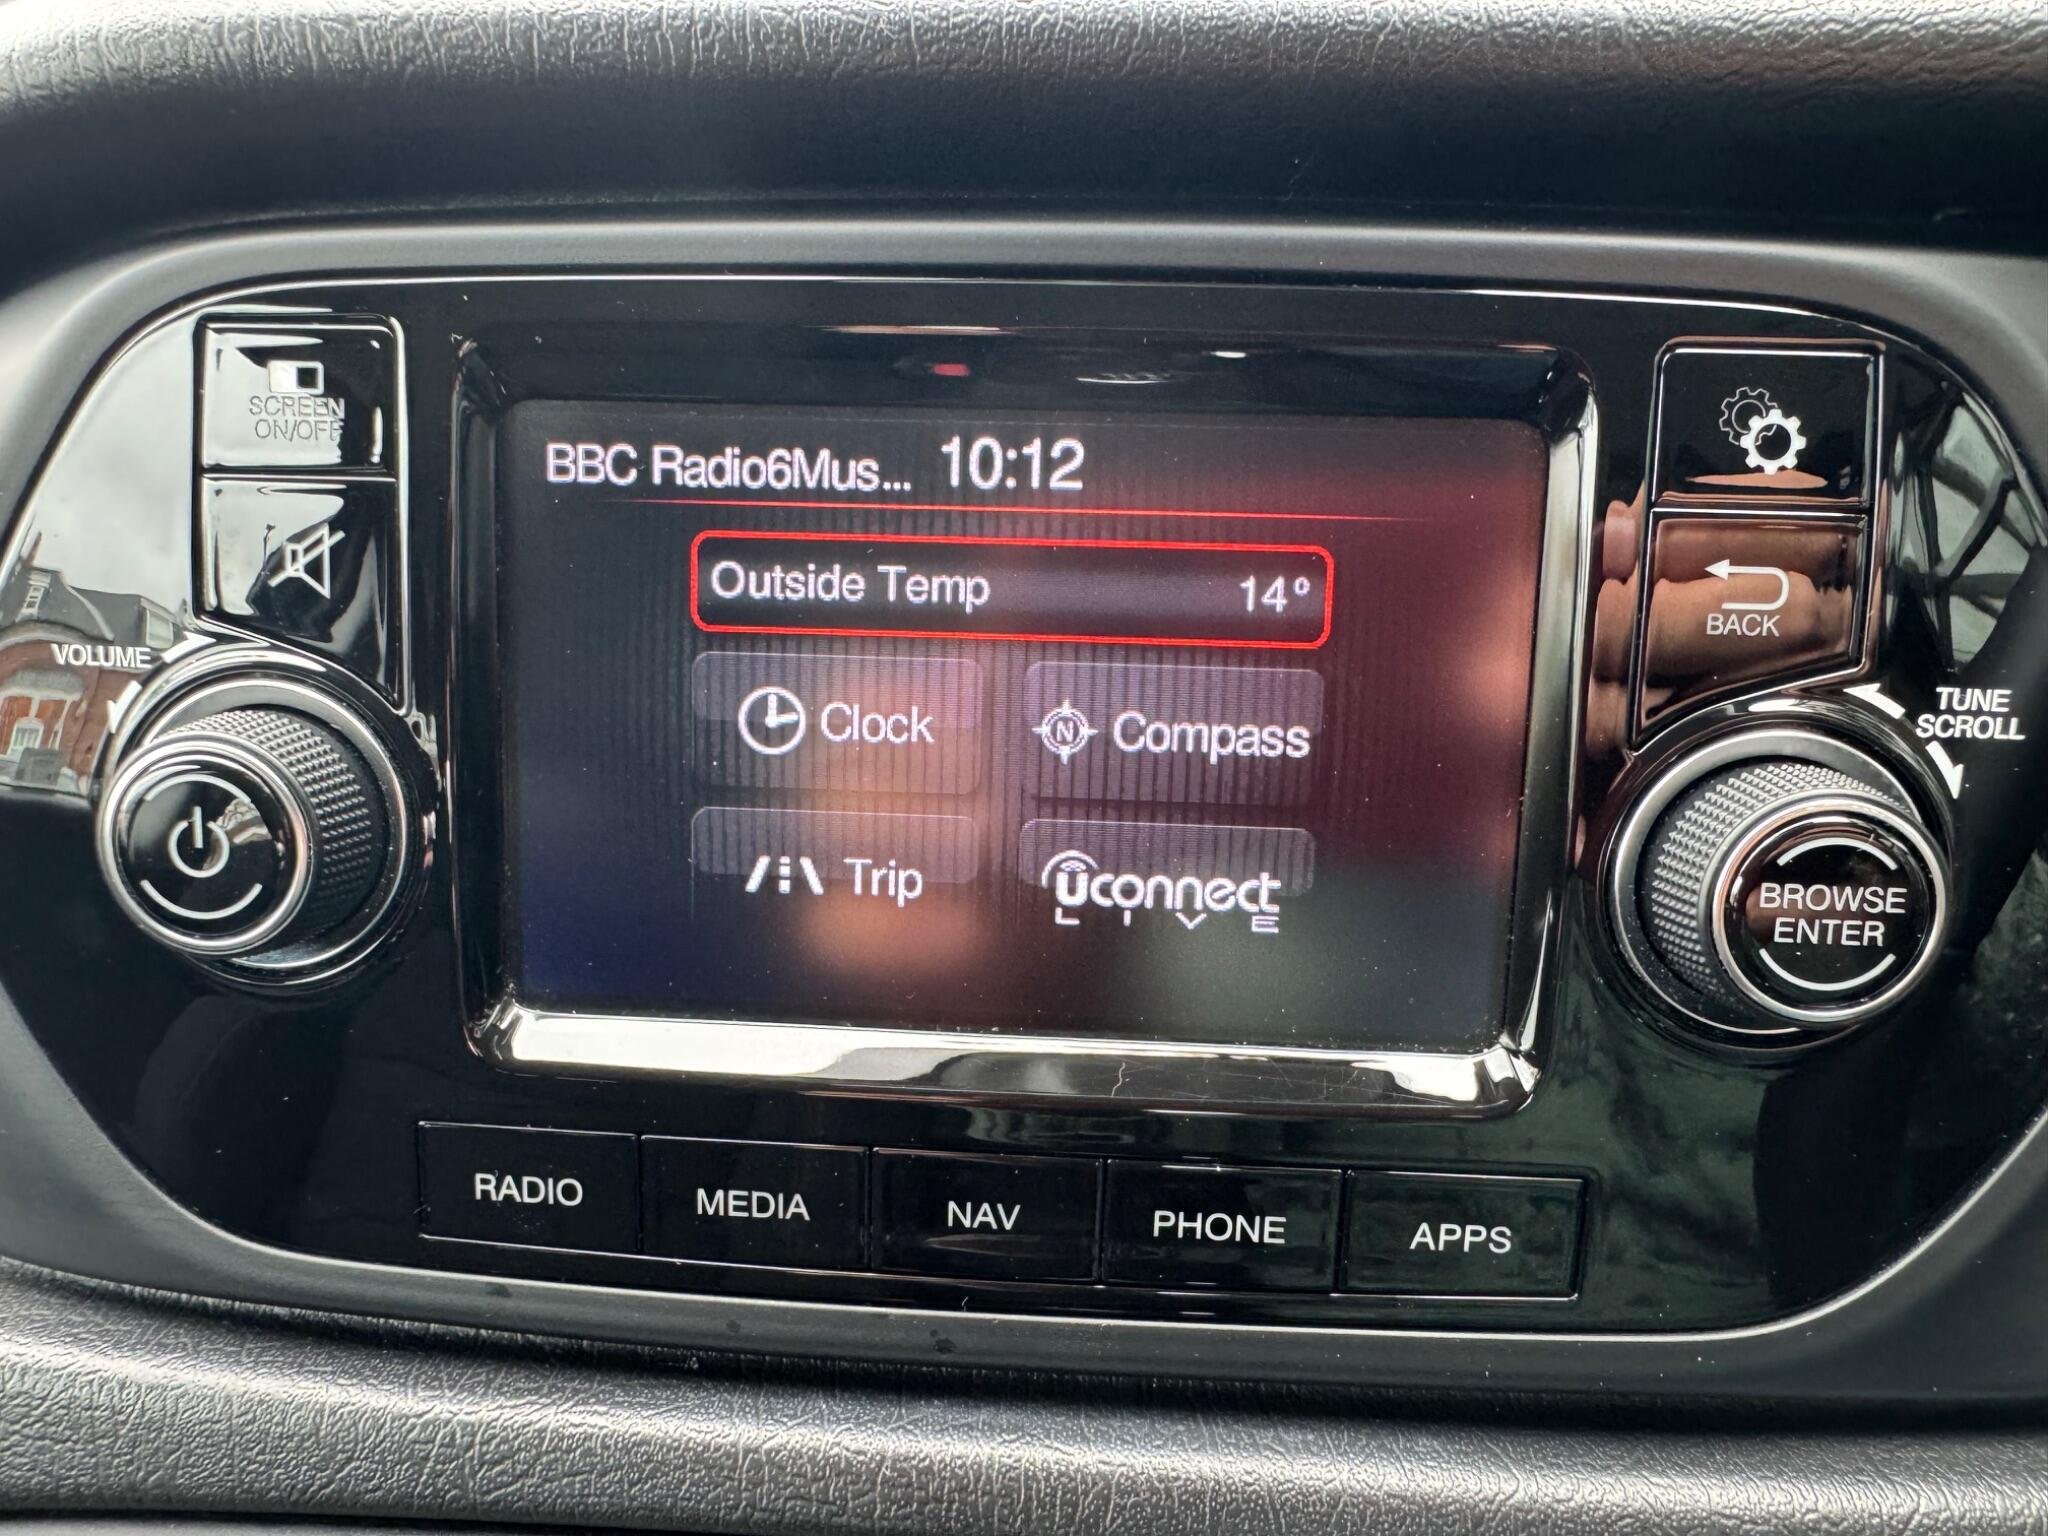 SCREEN
ON/OFF
VOLUME
BBC Radio6Mus... 10:12
Outside Temp 14º
Clock
N
Compass
Trip
uconnect
LIVE
BACK
TUNE
SCROLL
BROWSE
ENTER
RADIO
MEDIA
NAV
PHONE
APPS